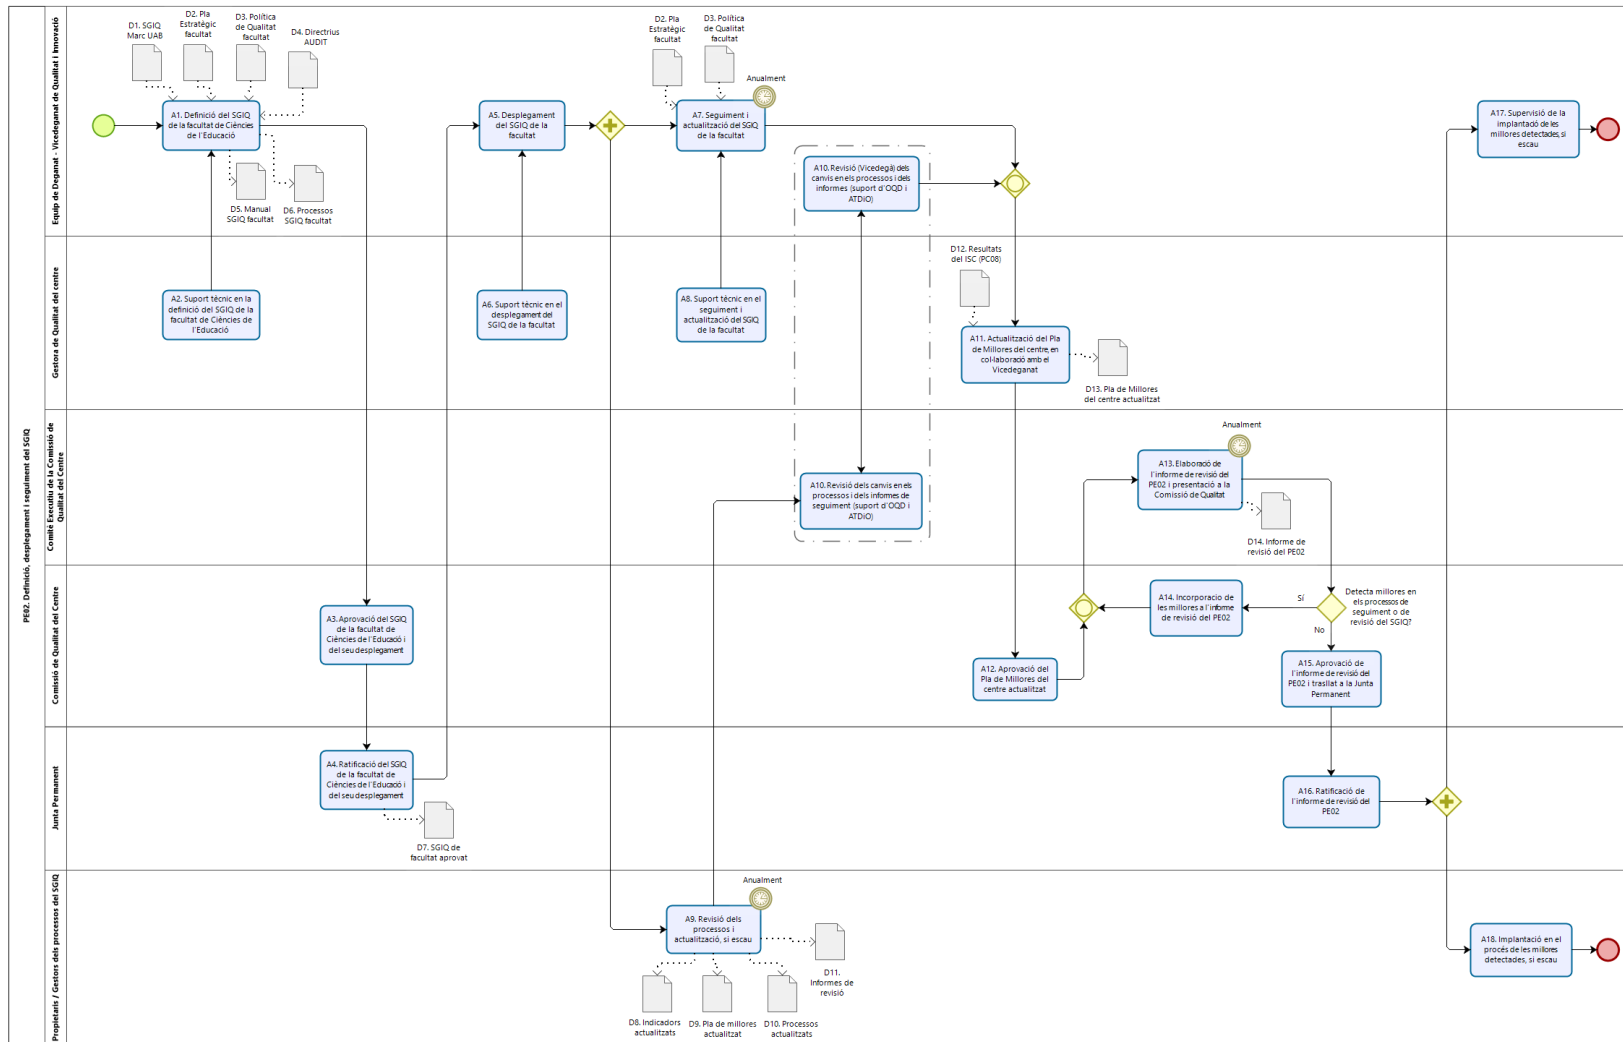 PE02. Definició, desplegament i seguiment del SGIQ
Equip de Deganat - Vicedeganat de Qualitat i Innovació
D1. SGIQ
Marc UAB
D2. Pla
Estratègic
facultat
D3. Política
de Qualitat
facultat
D4. Directrius
AUDIT
A1. Definició del SGIQ
de la facultat de Ciències
de l'Educació
D5. Manual
SGIQ facultat
D6. Processos
SGIQ facultat
A5. Desplegament
del SGIQ de la
facultat
D2. Pla
Estratègic
facultat
D3. Política
de Qualitat
facultat
Anualment
A7. Seguiment i
actualització del SGIQ
de la facultat
A10. Revisió (Vicedegà) dels
canvis en els processos i dels
informes (suport d'OQD i
ATDiO)
A17. Supervisió de la
implantació de les
millores detectades, si
escau
Gestora de Qualitat del centre
A2. Suport tècnic en la
definició del SGIQ de la
facultat de Ciències de
l'Educació
A6. Suport tècnic en el
desplegament del
SGIQ de la facultat
A8. Suport tècnic en el
seguiment i
actualització del SGIQ
de la facultat
D12. Resultats
del ISC (PC08)
A11. Actualització del Pla
de Millores del centre, en
col·laboració amb el
Vicedeganat
D13. Pla de Millores
del centre actualitzat
Comitè Executiu de la Comissió de
Qualitat del Centre
A10. Revisió dels canvis en els
processos i dels informes de
seguiment (suport d'OQD i
ATDiO)
Anualment
A13. Elaboració de
l'informe de revisió del
PE02 i presentació a la
Comissió de Qualitat
D14. Informe de
revisió del PE02
Comissió de Qualitat del Centre
A3. Aprovació del SGIQ
de la facultat de
Ciències de l'Educació i
del seu desplegament
A12. Aprovació del
Pla de Millores del
centre actualitzat
A14. Incorporacio de
les millores a l'informe
de revisió del PE02
Sí
No
Detecta millores en
els processos de
seguiment o de
revisió del SGIQ?
A15. Aprovació de
l'informe de revisió del
PE02 i trasllat a la Junta
Permanent
Junta Permanent
A4. Ratificació del SGIQ
de la facultat de
Ciències de l'Educació i
del seu desplegament
D7. SGIQ de
facultat aprovat
A16. Ratificació de
l'informe de revisió del
PE02
Propietaris / Gestors dels processos del SGIQ
Anualment
A9. Revisió dels
processos i
actualització, si escau
D8. Indicadors
actualitzats
D9. Pla de millores
actualitzat
D10. Processos
actualitzats
D11.
Informes de
revisió
A18. Implantació en el
procés de les millores
detectades, si escau